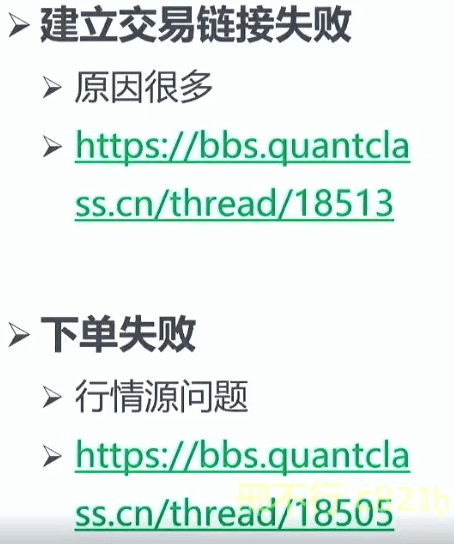 建立交易链接失败
原因很多
https://bbs.quantcla
ss.cn/thread/18513
下单失败
行情源问题
https://bbs.quantcla
ss.cn/thread/18505